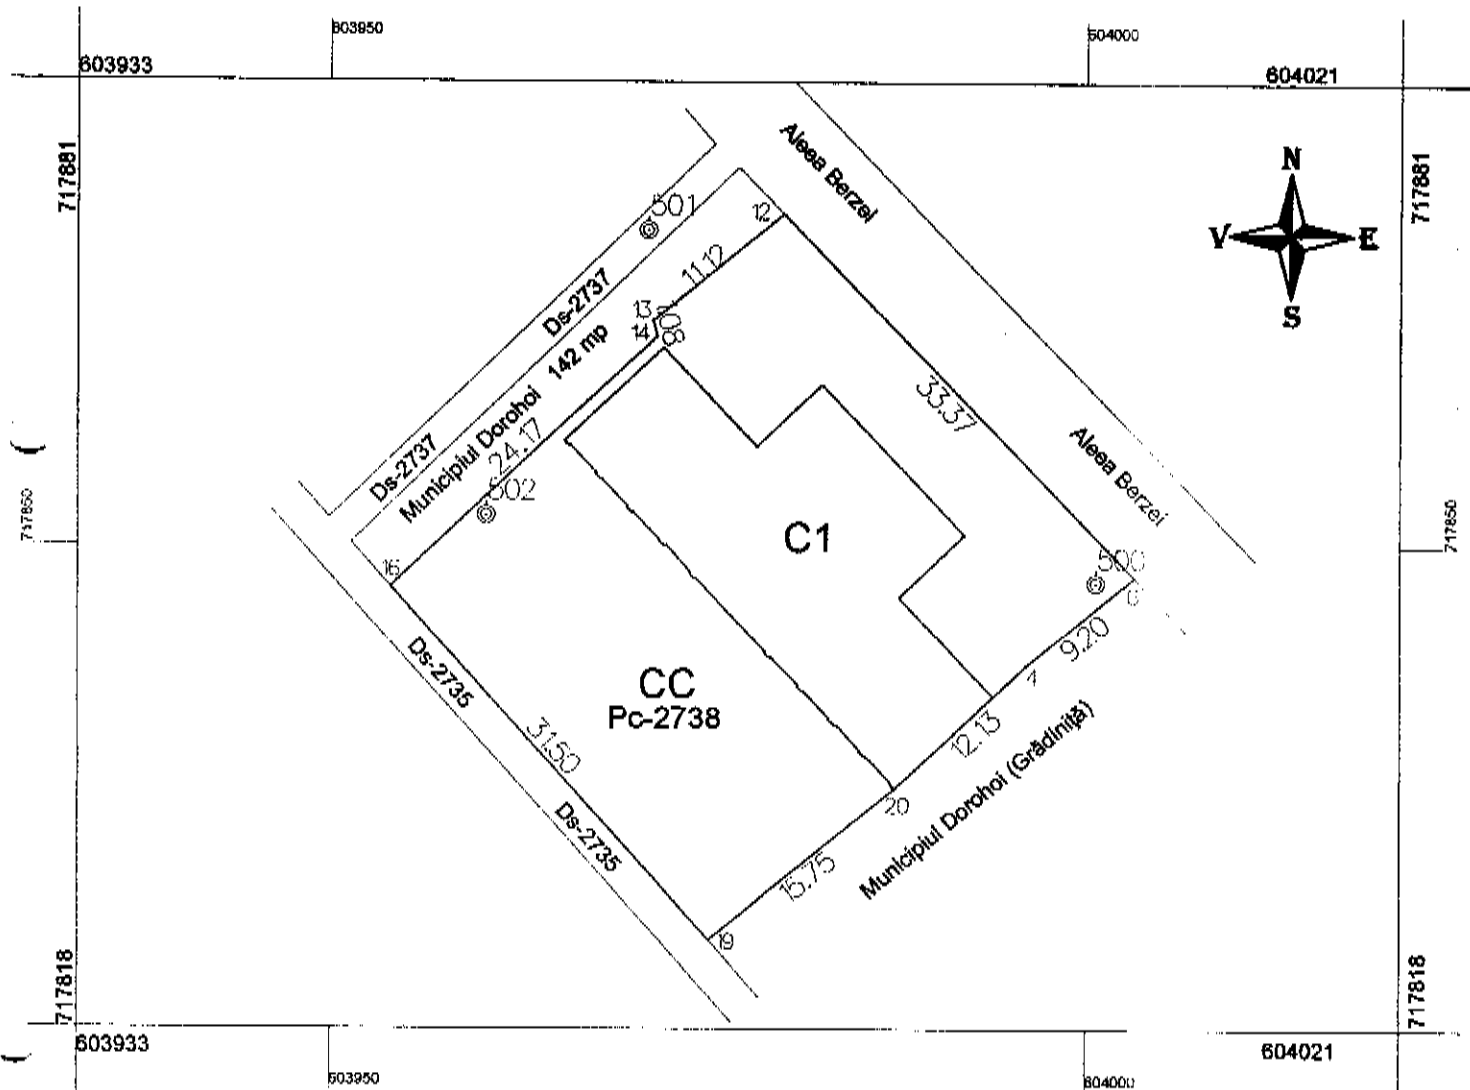 603950
604000
603933
604021
717881
717881
N
V
E
S
Aleea Berzei
501
12
11.12
Ds-2737
13
14
Municipiul Dorohoi 142 mp
33.37
Ds-2737
24.17
502
Aleea Berzei
717850
717850
C1
500
16
9.20
4
Ds-2735
CC
Pc-2738
31.50
12.13
Municipiul Dorohoi (Grădiniță)
20
Ds-2735
15.75
19
717818
717818
603933
604021
603950
604000